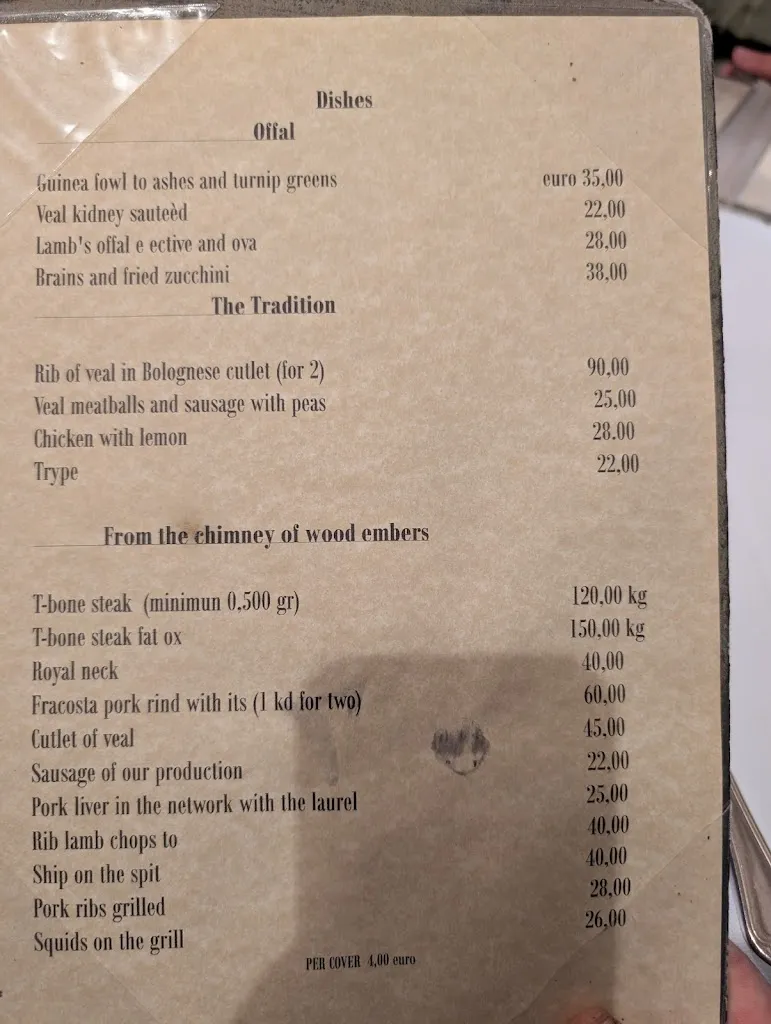 Dishes
Offal
Guinea fowl to ashes and turnip greens euro 35,00
Veal kidney sauteèd 22,00
Lamb's offal e ective and ova 28,00
Brains and fried zucchini 38,00
The Tradition
Rib of veal in Bolognese cutlet (for 2) 90,00
Veal meatballs and sausage with peas 25,00
Chicken with lemon 28.00
Trype 22,00
From the chimney of wood embers
T-bone steak (minimun 0,500 gr) 120,00 kg
T-bone steak fat ox 150,00 kg
Royal neck 40,00
Fracosta pork rind with its (1 kd for two) 60,00
Cutlet of veal 45,00
Sausage of our production 22,00
Pork liver in the network with the laurel 25,00
Rib lamb chops to 40,00
Ship on the spit 40,00
Pork ribs grilled 28,00
Squids on the grill 26,00
PER COVER 4,00 euro